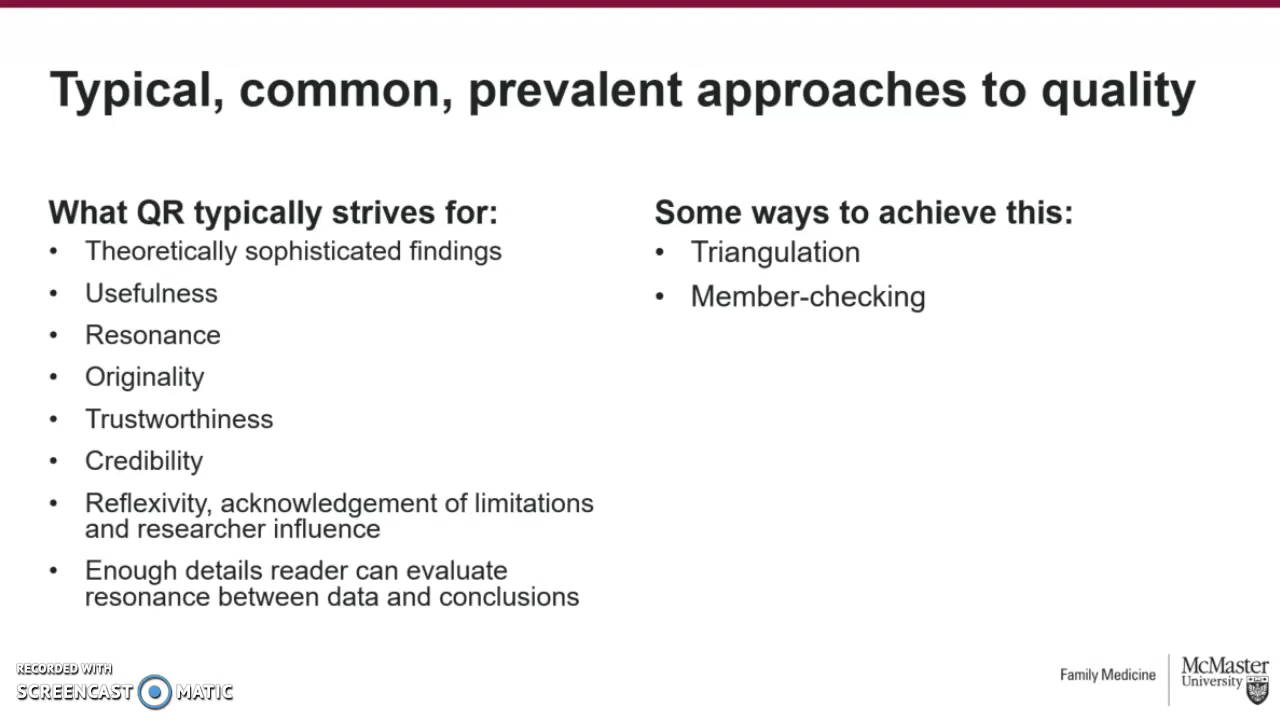 Typical, common, prevalent approaches to quality
What QR typically strives for:
• Theoretically sophisticated findings
• Usefulness
• Resonance
• Originality
• Trustworthiness
• Credibility
• Reflexivity, acknowledgement of limitations
and researcher influence
• Enough details reader can evaluate
resonance between data and conclusions
Some ways to achieve this:
• Triangulation
• Member-checking
RECORDED WITH
SCREENCAST MATIC
Family Medicine
McMaster
University